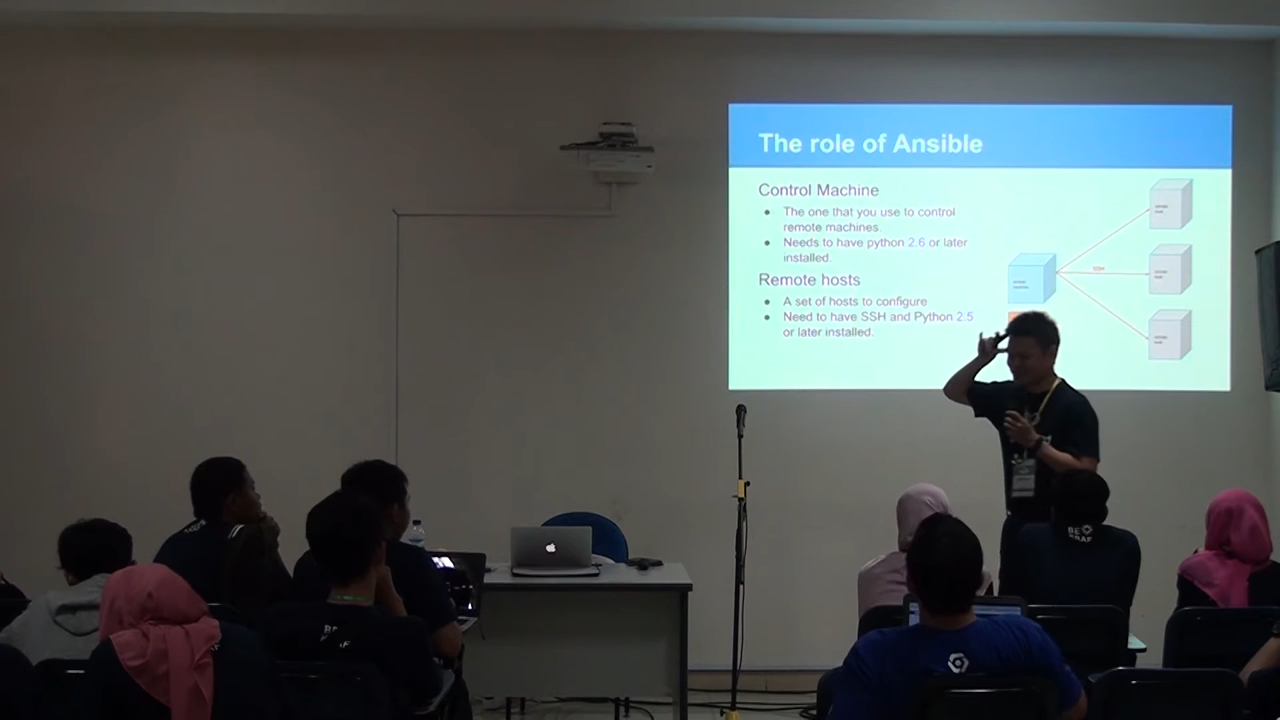 The role of Ansible
Control Machine
● The one that you use to control
remote machines.
● Needs to have python 2.6 or later
installed.
Remote hosts
● A set of hosts to configure
● Need to have SSH and Python 2.5
or later installed.
SSH
BE